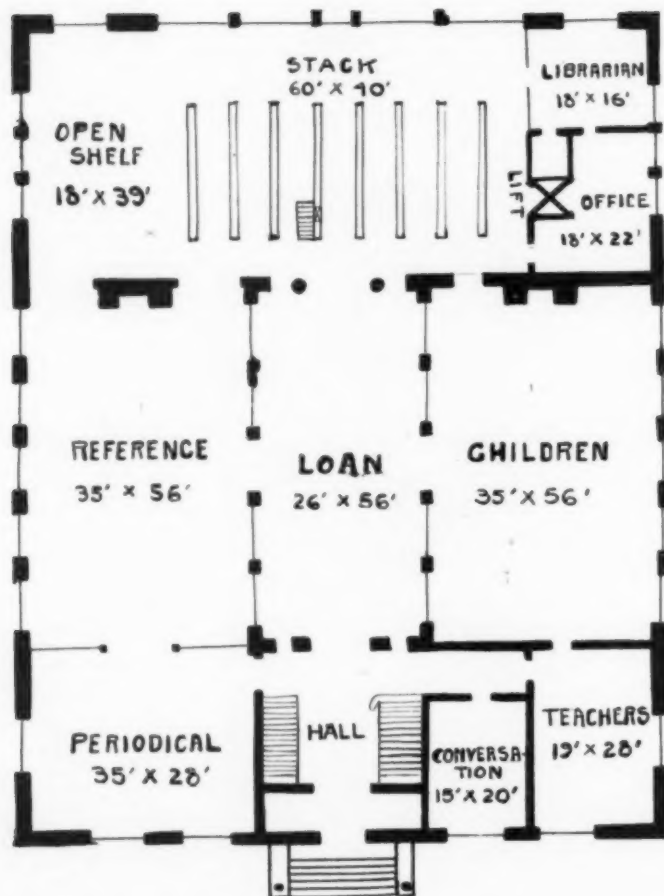 STACK
60' X 40'
LIBRARIAN
18' X 16'
OPEN
SHELF
18' X 39'
LIFT
OFFICE
18' X 22'
REFERENCE
35' X 56'
LOAN
26' X 56'
CHILDREN
35' X 56'
PERIODICAL
35' X 28'
HALL
CONVERSA-
TION
15' X 20'
TEACHERS
19' X 28'